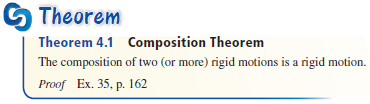 Theorem
Theorem 4.1 Composition Theorem
The composition of two (or more) rigid motions is a rigid motion.
Proof Ex. 35, p. 162